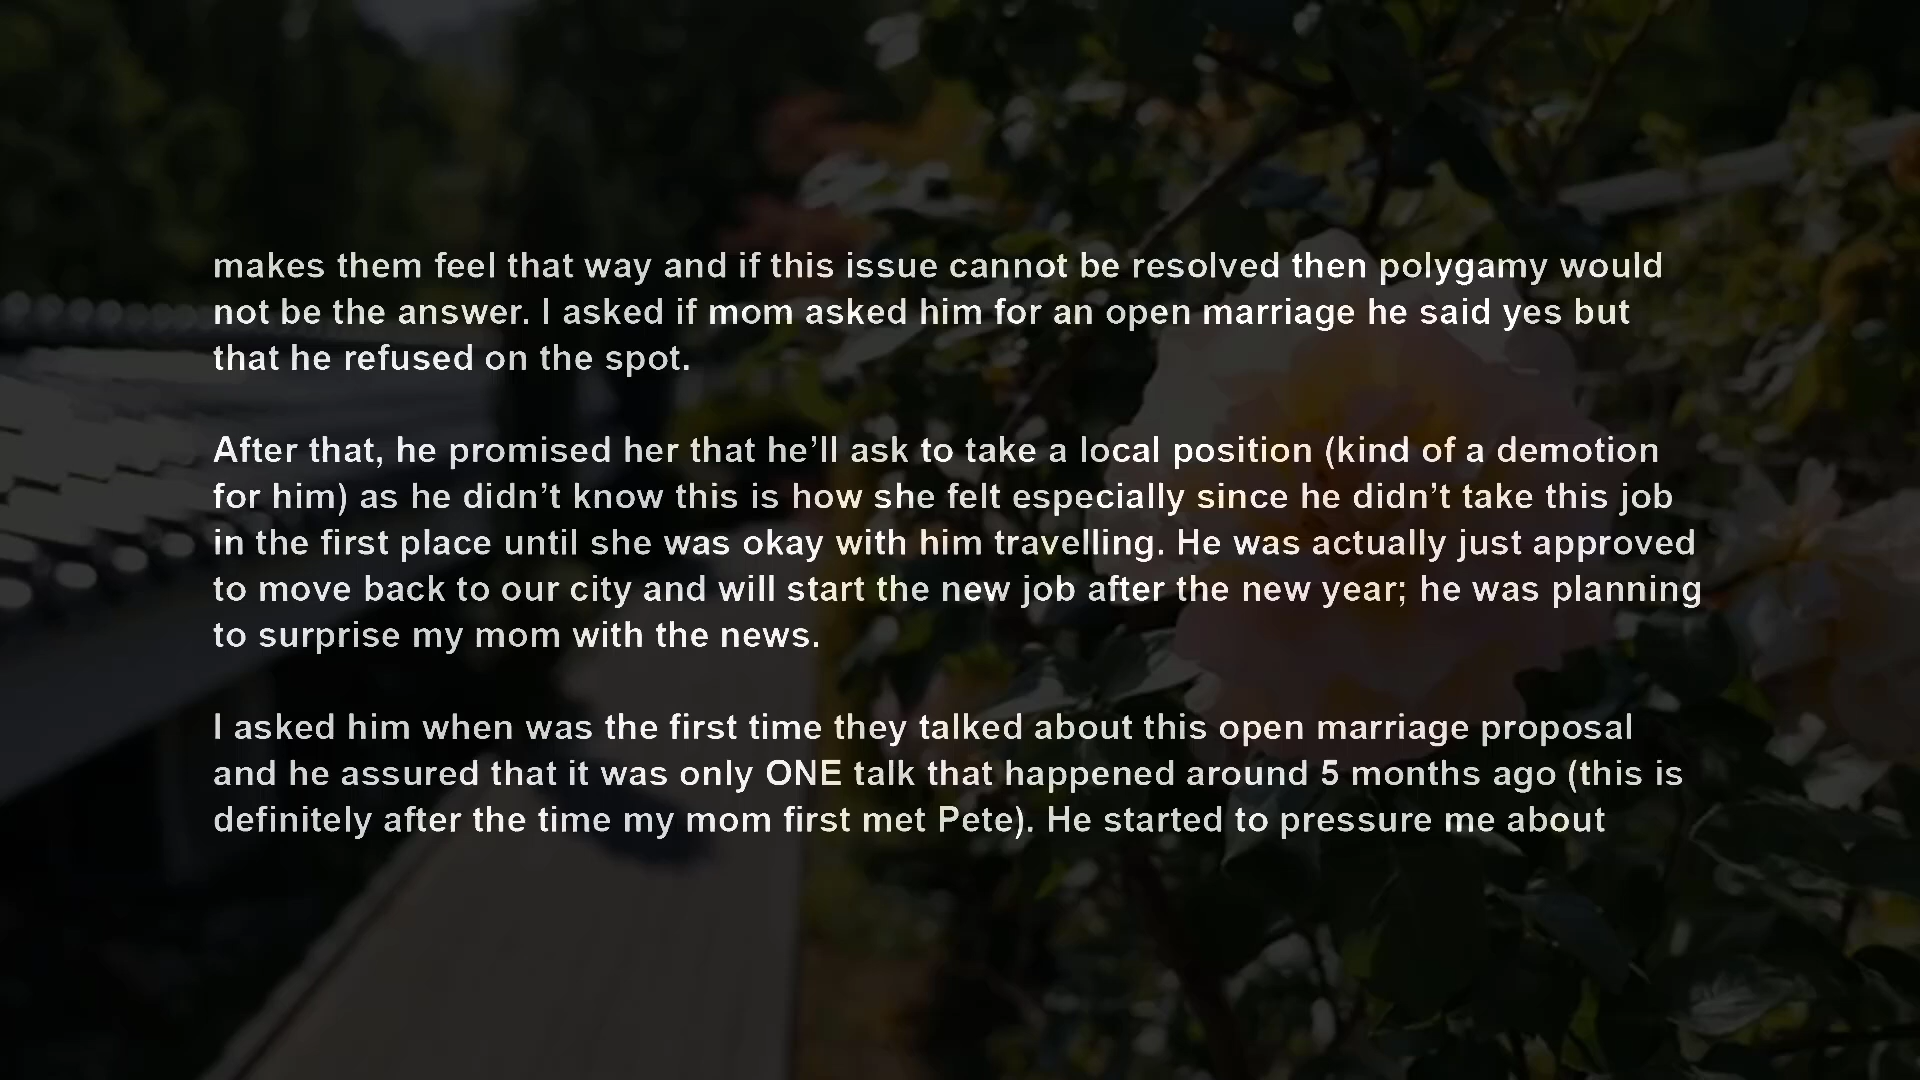 makes them feel that way and if this issue cannot be resolved then polygamy would
not be the answer. I asked if mom asked him for an open marriage he said yes but
that he refused on the spot.
After that, he promised her that he’ll ask to take a local position (kind of a demotion
for him) as he didn’t know this is how she felt especially since he didn’t take this job
in the first place until she was okay with him travelling. He was actually just approved
to move back to our city and will start the new job after the new year; he was planning
to surprise my mom with the news.
I asked him when was the first time they talked about this open marriage proposal
and he assured that it was only ONE talk that happened around 5 months ago (this is
definitely after the time my mom first met Pete). He started to pressure me about